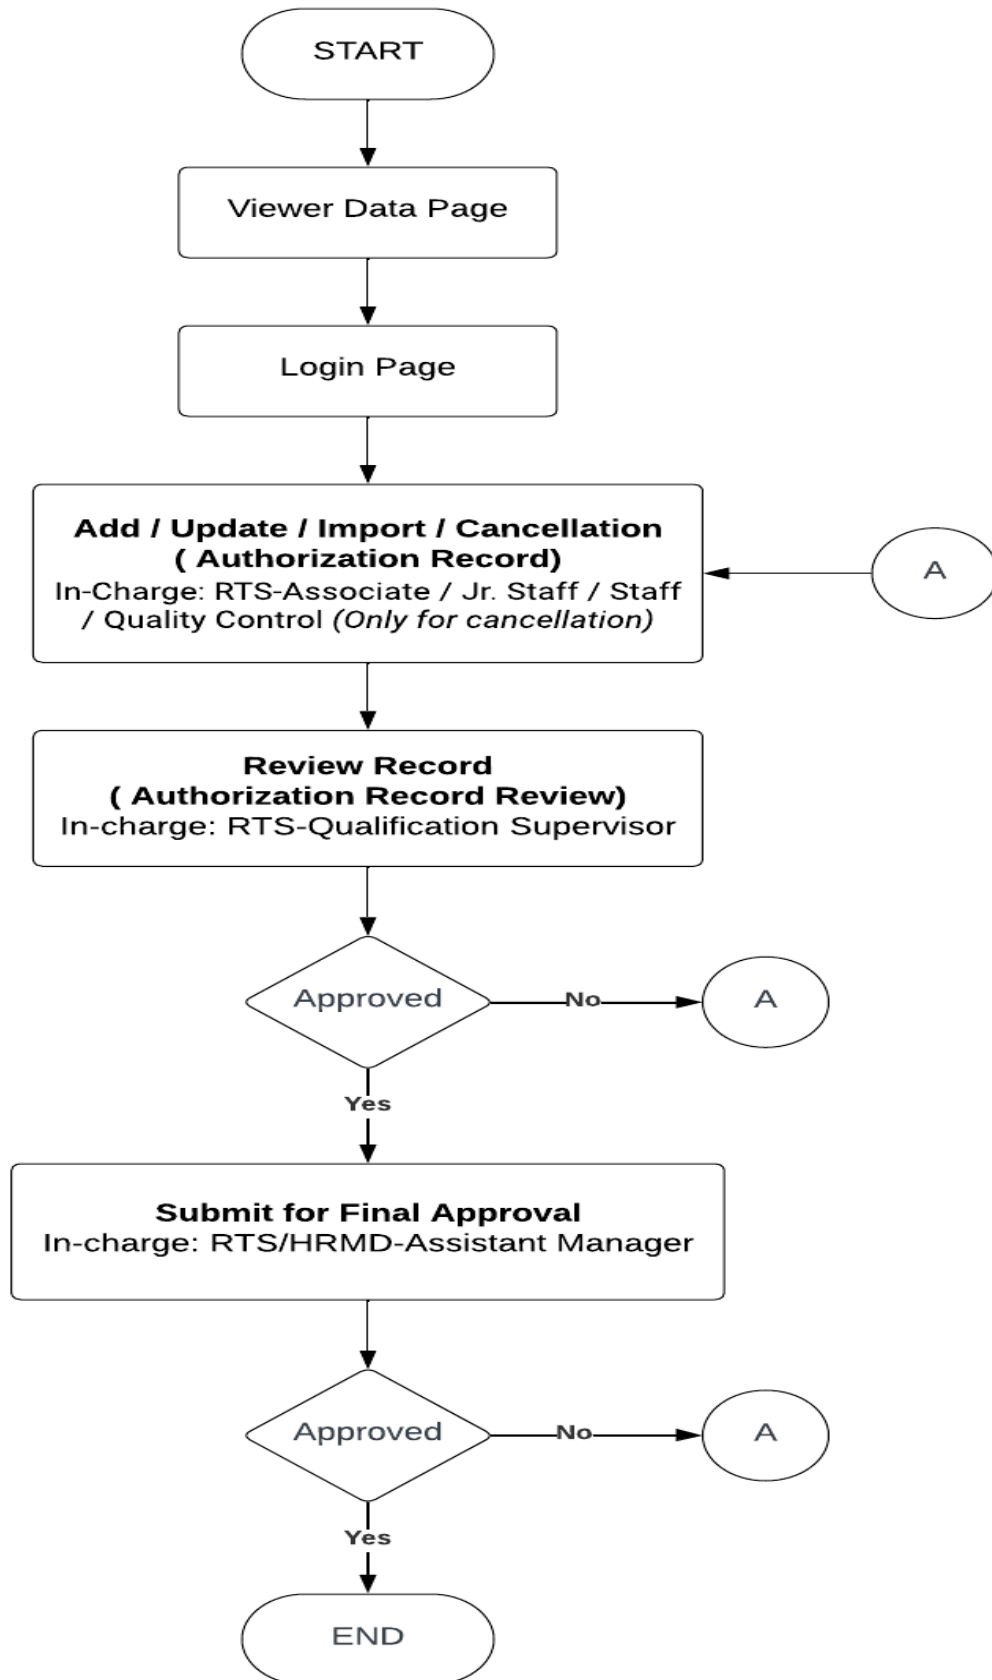 START
Viewer Data Page
Login Page
Add / Update / Import / Cancellation
( Authorization Record)
In-Charge: RTS-Associate / Jr. Staff / Staff
/ Quality Control (Only for cancellation)
A
Review Record
( Authorization Record Review)
In-charge: RTS-Qualification Supervisor
Approved
No
A
Yes
Submit for Final Approval
In-charge: RTS/HRMD-Assistant Manager
Approved
No
A
Yes
END